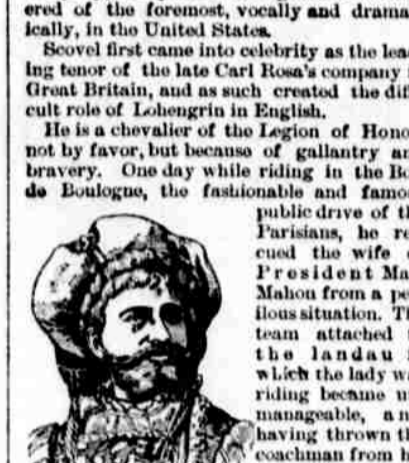 ered of the foremost, vocally and drama
ically, in the United States.
Scovel first came into celebrity as the lea
ing tenor of the late Carl Rosa's company
Great Britain, and as such created the dif
cult role of Lohengrin in English.
He is a chevalier of the Legion of Hono
not by favor, but because of gallantry an
bravery. One day while riding in the Bo
de Boulogne, the fashionable and famo
public drive of th
Parisians, he re
cued the wife
President Ma
Mahon from a pe
ilous situation. Th
team attached
the landau
which the lady wa
riding became un
manageable, an
having thrown th
coachman from h